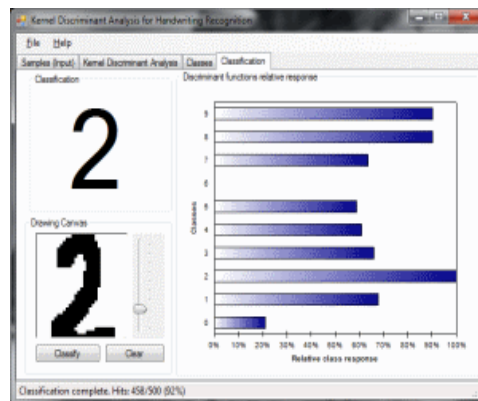 Kernel Discriminant Analysis for Handwriting Recognition
File Help
Samples (Input) Kernel Discriminant Analysis Classes Classification
Classification
2
Drawing Canvas
2
Classify Clear
Discriminant functions relative response
9
8
7
6
5
4
3
2
1
0
Classes
0% 10% 20% 30% 40% 50% 60% 70% 80% 90% 100%
Relative class response
Classification complete. Hits: 458/500 (92%)